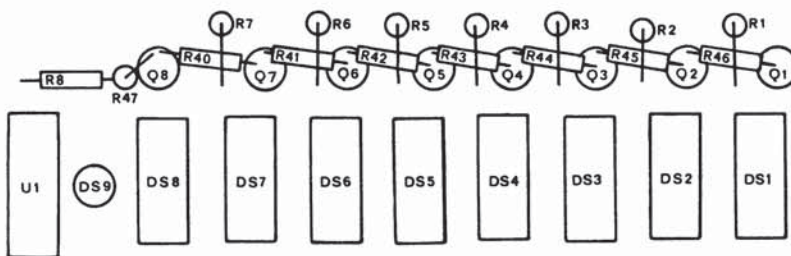 R7 R6 R5 R4 R3 R2 R1
R8 R47 Q8 R40 Q7 R41 Q6 R42 Q5 R43 Q4 R44 Q3 R45 Q2 R46 Q1
U1 DS9 DS8 DS7 DS6 DS5 DS4 DS3 DS2 DS1